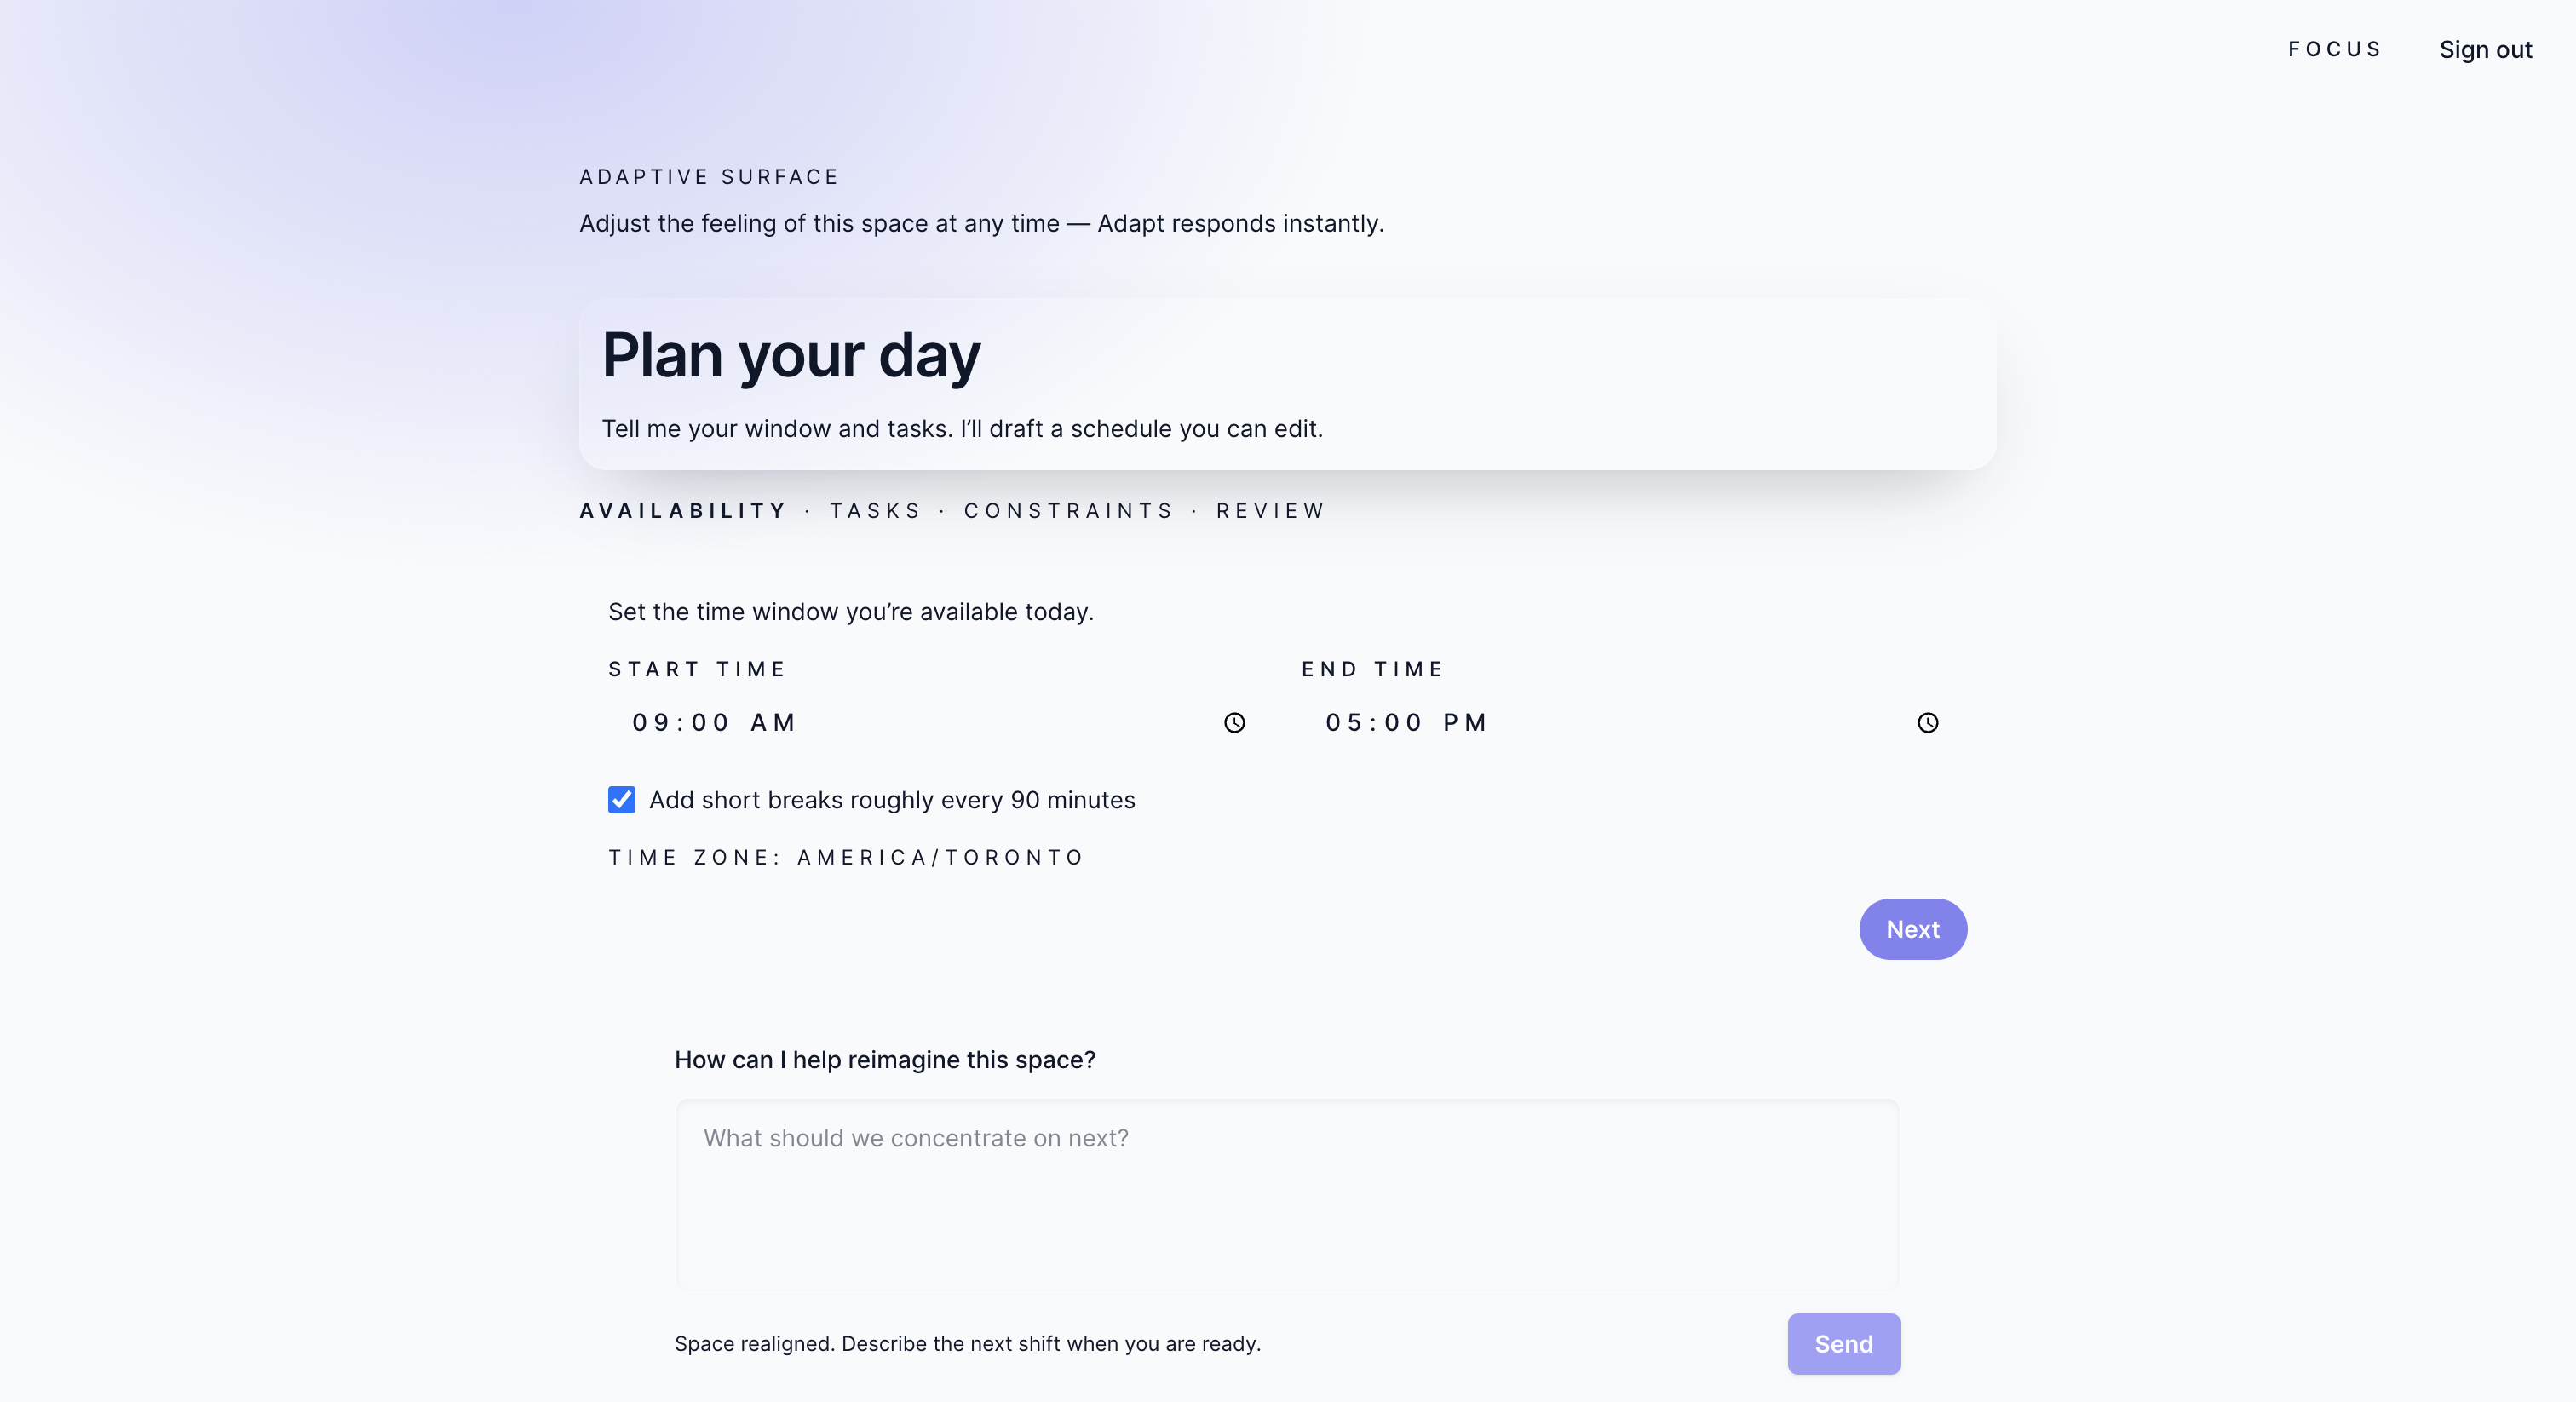 FOCUS Sign out
ADAPTIVE SURFACE
Adjust the feeling of this space at any time — Adapt responds instantly.
Plan your day
Tell me your window and tasks. I’ll draft a schedule you can edit.
AVAILABILITY · TASKS · CONSTRAINTS · REVIEW
Set the time window you’re available today.
START TIME END TIME
09:00 AM 05:00 PM
Add short breaks roughly every 90 minutes
TIME ZONE: AMERICA/TORONTO
Next
How can I help reimagine this space?
What should we concentrate on next?
Space realigned. Describe the next shift when you are ready.
Send